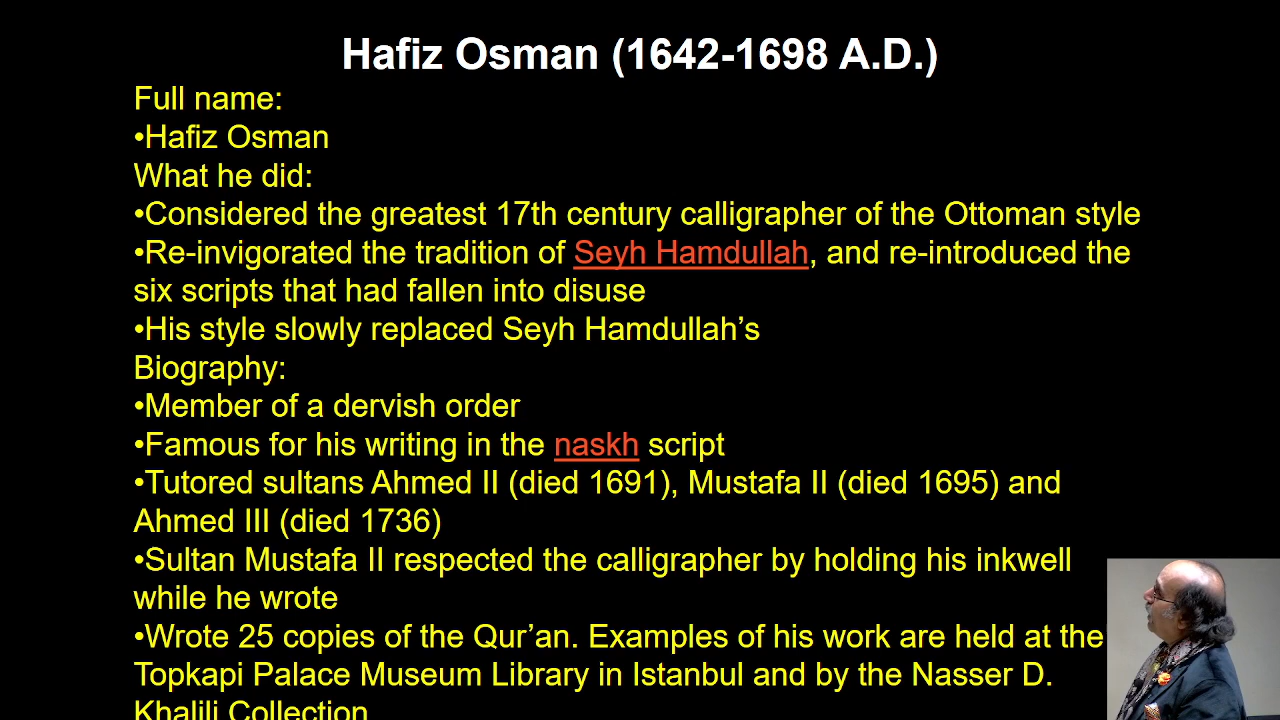 Hafiz Osman (1642-1698 A.D.)
Full name:
•Hafiz Osman
What he did:
•Considered the greatest 17th century calligrapher of the Ottoman style
•Re-invigorated the tradition of Seyh Hamdullah, and re-introduced the
six scripts that had fallen into disuse
•His style slowly replaced Seyh Hamdullah’s
Biography:
•Member of a dervish order
•Famous for his writing in the naskh script
•Tutored sultans Ahmed II (died 1691), Mustafa II (died 1695) and
Ahmed III (died 1736)
•Sultan Mustafa II respected the calligrapher by holding his inkwell
while he wrote
•Wrote 25 copies of the Qur’an. Examples of his work are held at the
Topkapi Palace Museum Library in Istanbul and by the Nasser D.
Khalili Collection